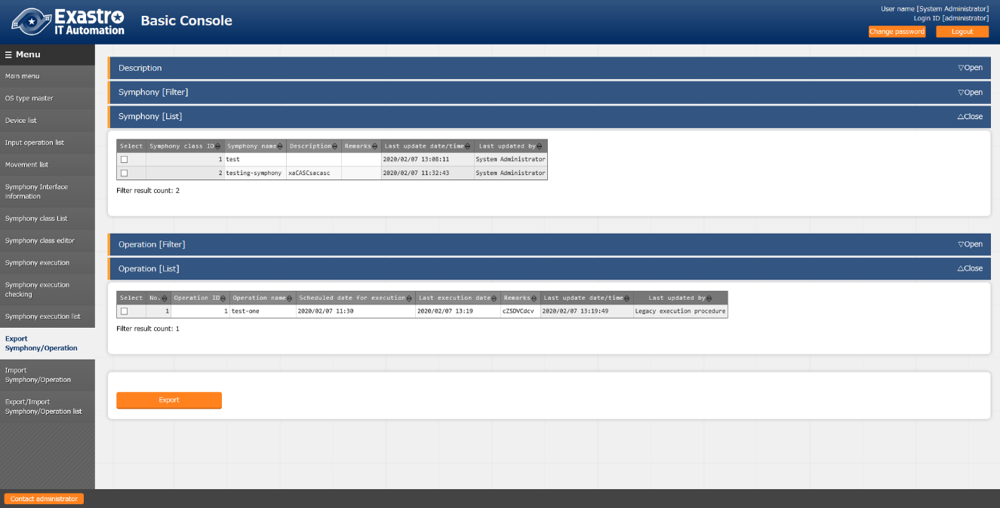 Exastro
IT Automation
Basic Console
User name [System Administrator]
Login ID [administrator]
Change password
Logout
Menu
Main menu
OS type master
Device list
Input operation list
Movement list
Symphony Interface
information
Symphony class List
Symphony class editor
Symphony execution
Symphony execution
checking
Symphony execution list
Export
Symphony/Operation
Import
Symphony/Operation
Export/Import
Symphony/Operation list
Description ▽Open
Symphony [Filter] ▽Open
Symphony [List] △Close
Select Symphony class ID Symphony name Description Remarks Last update date/time Last updated by
1 test 2020/02/07 13:08:11 System Administrator
2 testing-symphony xaCASCsacasc 2020/02/07 11:32:43 System Administrator
Filter result count: 2
Operation [Filter] ▽Open
Operation [List] △Close
Select No. Operation ID Operation name Scheduled date for execution Last execution date Remarks Last update date/time Last updated by
1 1 test-one 2020/02/07 11:30 2020/02/07 13:19 cZSDVCdcv 2020/02/07 13:19:49 Legacy execution procedure
Filter result count: 1
Export
Contact administrator